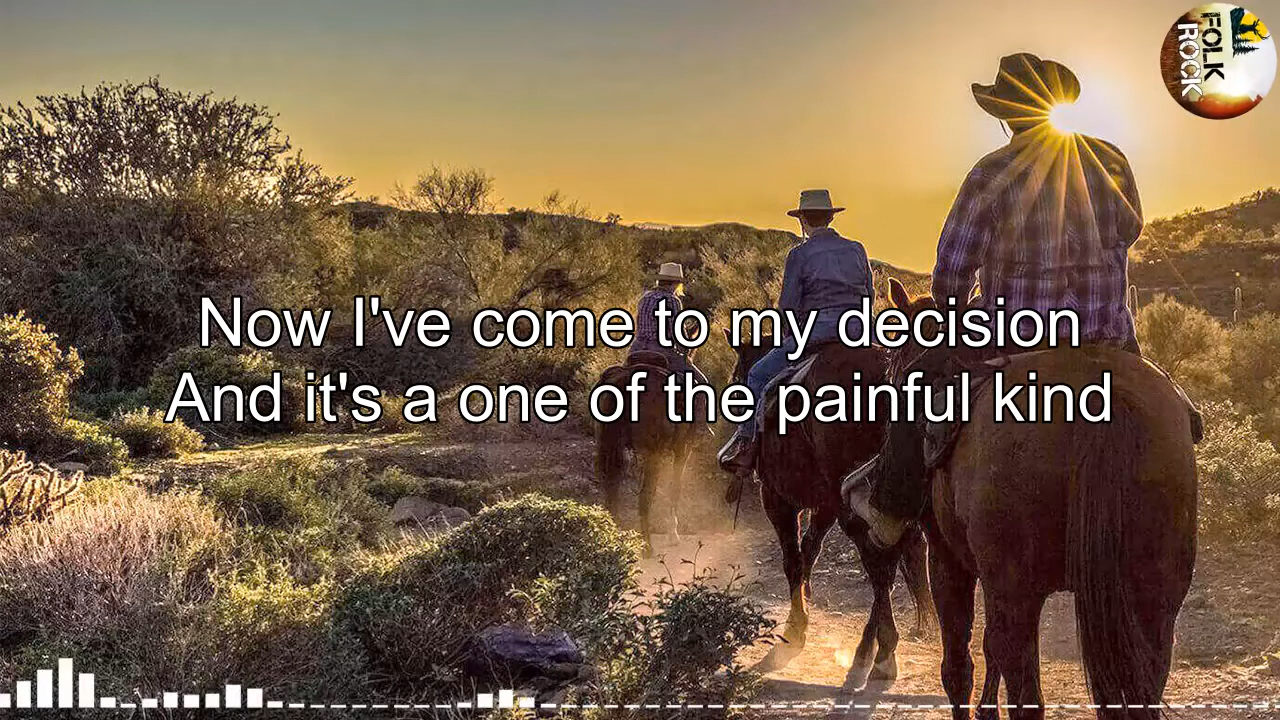 FOLK
ROCK
Now I've come to my decision
And it's a one of the painful kind